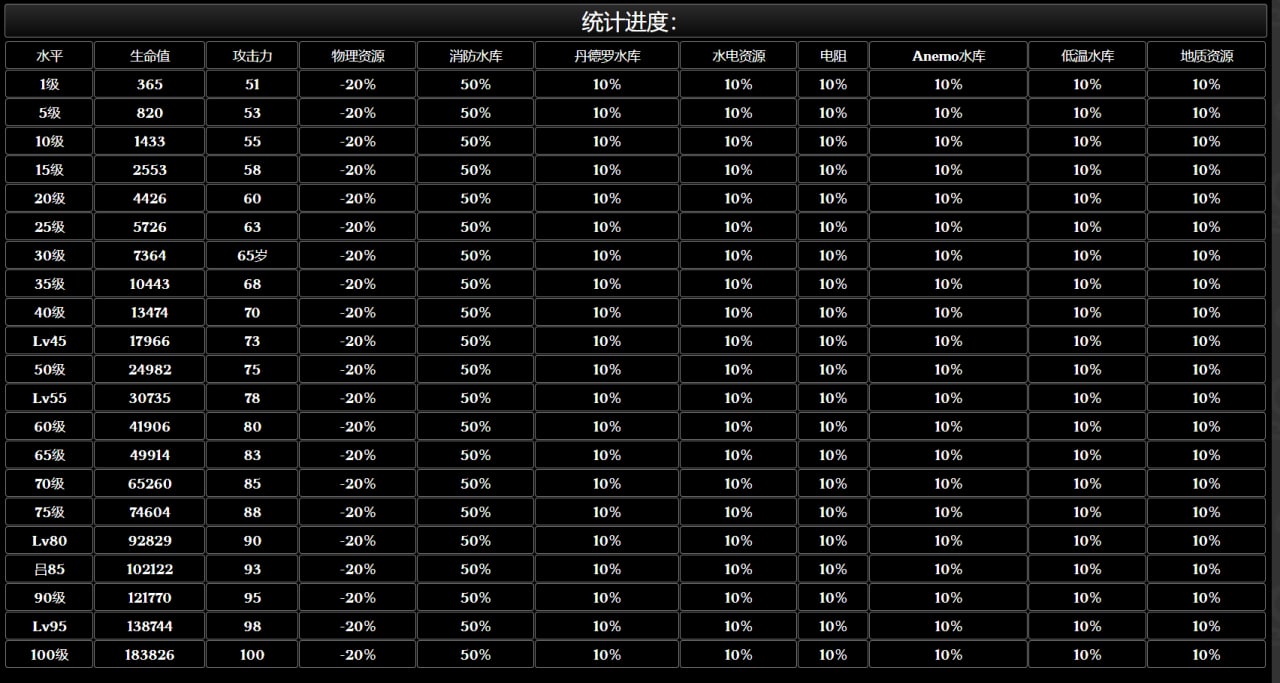 统计进度：
水平 生命值 攻击力 物理资源 消防水库 丹德罗水库 水电资源 电阻 Anemo水库 低温水库 地质资源
1级 365 51 -20% 50% 10% 10% 10% 10% 10% 10%
5级 820 53 -20% 50% 10% 10% 10% 10% 10% 10%
10级 1433 55 -20% 50% 10% 10% 10% 10% 10% 10%
15级 2553 58 -20% 50% 10% 10% 10% 10% 10% 10%
20级 4426 60 -20% 50% 10% 10% 10% 10% 10% 10%
25级 5726 63 -20% 50% 10% 10% 10% 10% 10% 10%
30级 7364 65岁 -20% 50% 10% 10% 10% 10% 10% 10%
35级 10443 68 -20% 50% 10% 10% 10% 10% 10% 10%
40级 13474 70 -20% 50% 10% 10% 10% 10% 10% 10%
Lv45 17966 73 -20% 50% 10% 10% 10% 10% 10% 10%
50级 24982 75 -20% 50% 10% 10% 10% 10% 10% 10%
Lv55 30735 78 -20% 50% 10% 10% 10% 10% 10% 10%
60级 41906 80 -20% 50% 10% 10% 10% 10% 10% 10%
65级 49914 83 -20% 50% 10% 10% 10% 10% 10% 10%
70级 65260 85 -20% 50% 10% 10% 10% 10% 10% 10%
75级 74604 88 -20% 50% 10% 10% 10% 10% 10% 10%
Lv80 92829 90 -20% 50% 10% 10% 10% 10% 10% 10%
吕85 102122 93 -20% 50% 10% 10% 10% 10% 10% 10%
90级 121770 95 -20% 50% 10% 10% 10% 10% 10% 10%
Lv95 138744 98 -20% 50% 10% 10% 10% 10% 10% 10%
100级 183826 100 -20% 50% 10% 10% 10% 10% 10% 10%